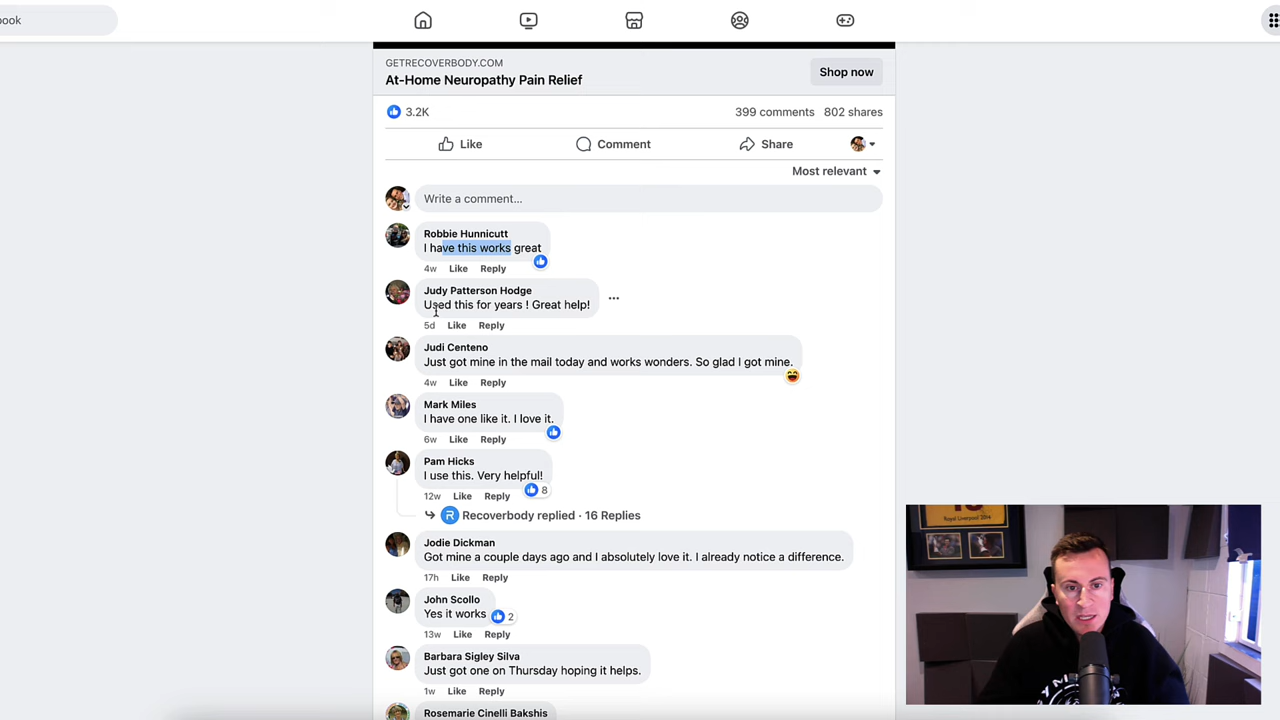 ook
GETRECOVERBODY.COM
At-Home Neuropathy Pain Relief
Shop now
3.2K
399 comments 802 shares
Like
Comment
Share
Most relevant
Write a comment...
Robbie Hunnicutt
I have this works great
4w Like Reply
Judy Patterson Hodge
Used this for years ! Great help!
5d Like Reply
Judi Centeno
Just got mine in the mail today and works wonders. So glad I got mine.
4w Like Reply
Mark Miles
I have one like it. I love it.
6w Like Reply
Pam Hicks
I use this. Very helpful!
8
12w Like Reply
R Recoverbody replied · 16 Replies
Jodie Dickman
Got mine a couple days ago and I absolutely love it. I already notice a difference.
17h Like Reply
John Scollo
Yes it works
2
13w Like Reply
Barbara Sigley Silva
Just got one on Thursday hoping it helps.
1w Like Reply
Rosemarie Cinelli Bakshis
Royal Liverpool 2014